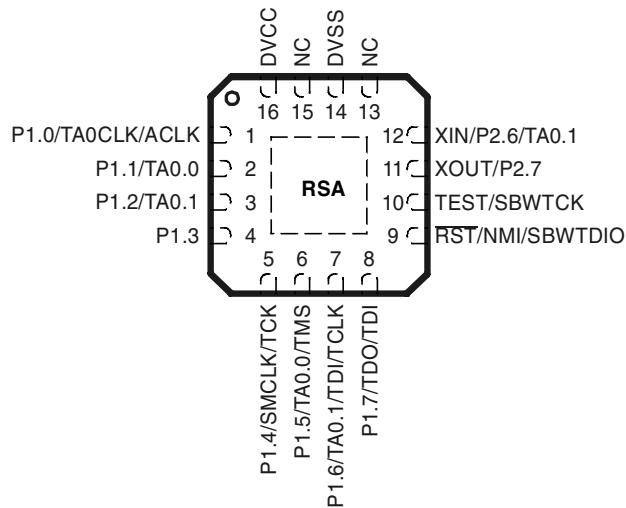 DVCC
NC
DVSS
NC
16
15
14
13
P1.0/TA0CLK/ACLK
1
12
XIN/P2.6/TA0.1
P1.1/TA0.0
2
11
XOUT/P2.7
RSA
P1.2/TA0.1
3
10
TEST/SBWTCK
P1.3
4
9
RST/NMI/SBWTDIO
5
6
7
8
P1.4/SMCLK/TCK
P1.5/TA0.0/TMS
P1.6/TA0.1/TDI/TCLK
P1.7/TDO/TDI